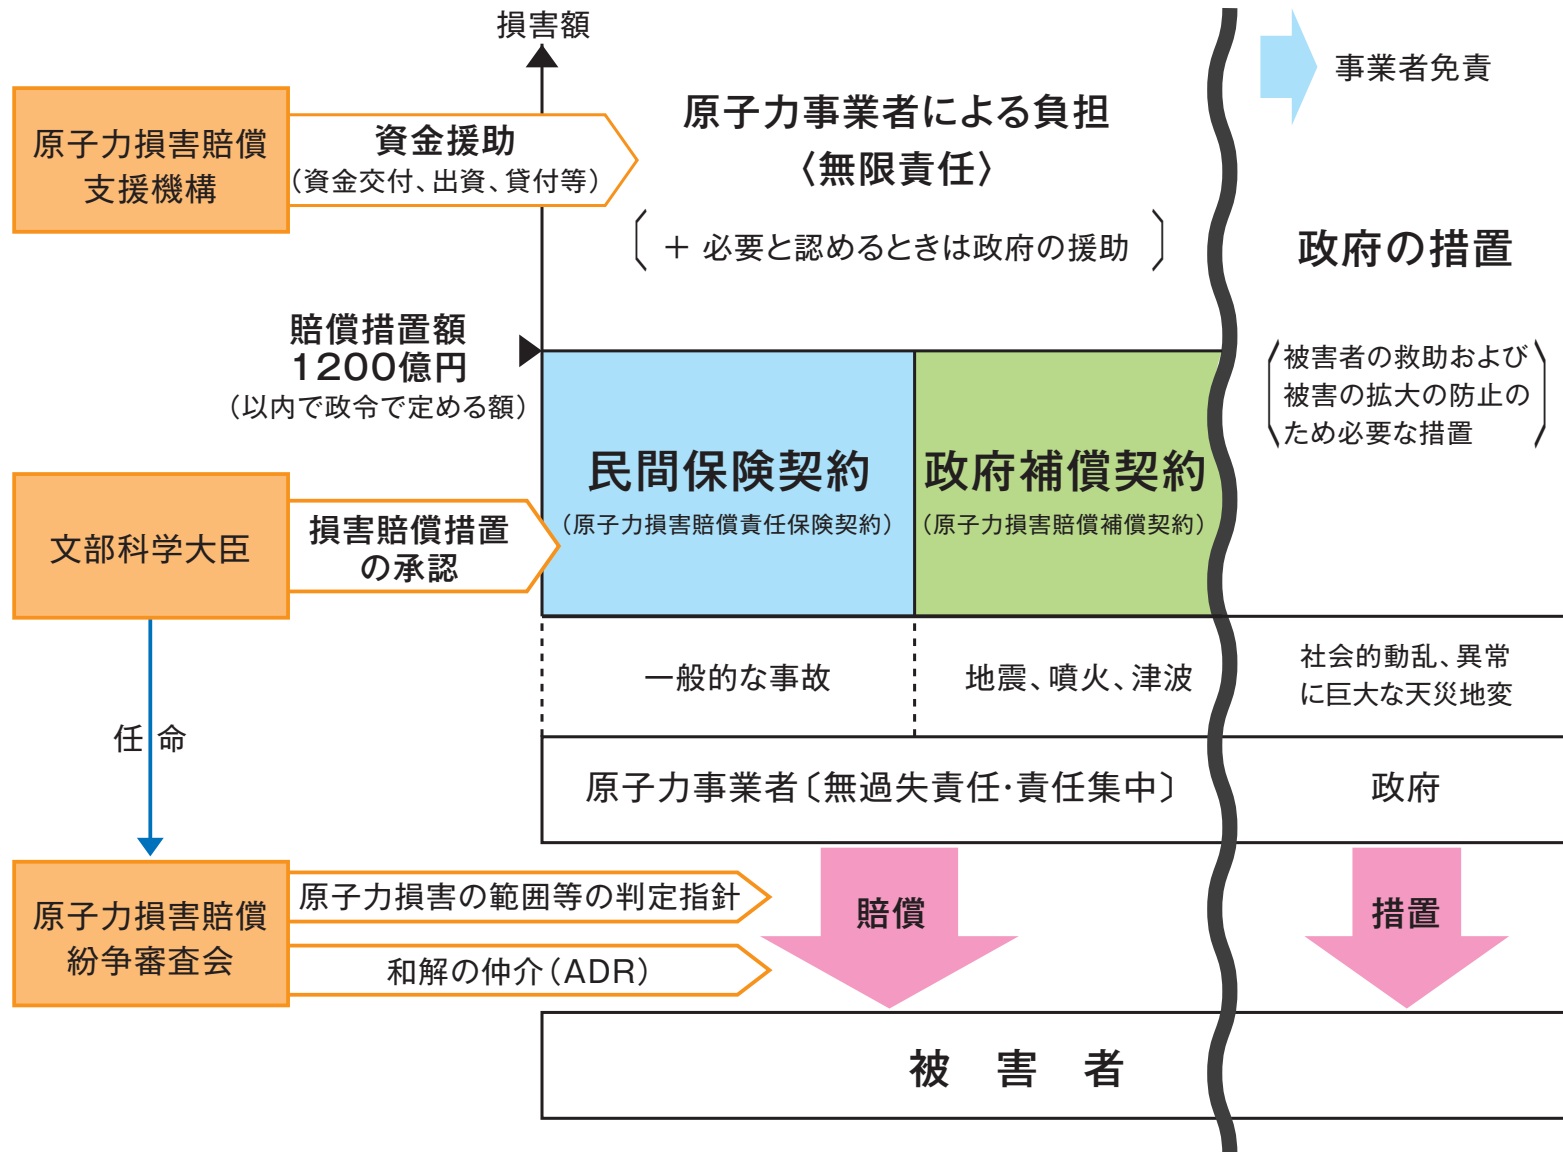 損害額
事業者免責
原子力損害賠償
支援機構
資金援助
（資金交付、出資、貸付等）
原子力事業者による負担
〈無限責任〉
＋ 必要と認めるときは政府の援助
政府の措置
被害者の救助および
被害の拡大の防止の
ため必要な措置
賠償措置額
1200億円
（以内で政令で定める額）
民間保険契約
（原子力損害賠償責任保険契約）
政府補償契約
（原子力損害賠償補償契約）
文部科学大臣
損害賠償措置
の承認
一般的な事故
地震、噴火、津波
社会的動乱、異常
に巨大な天災地変
任命
原子力事業者〔無過失責任・責任集中〕
政府
原子力損害賠償
紛争審査会
原子力損害の範囲等の判定指針
和解の仲介（ADR）
賠償
措置
被害者